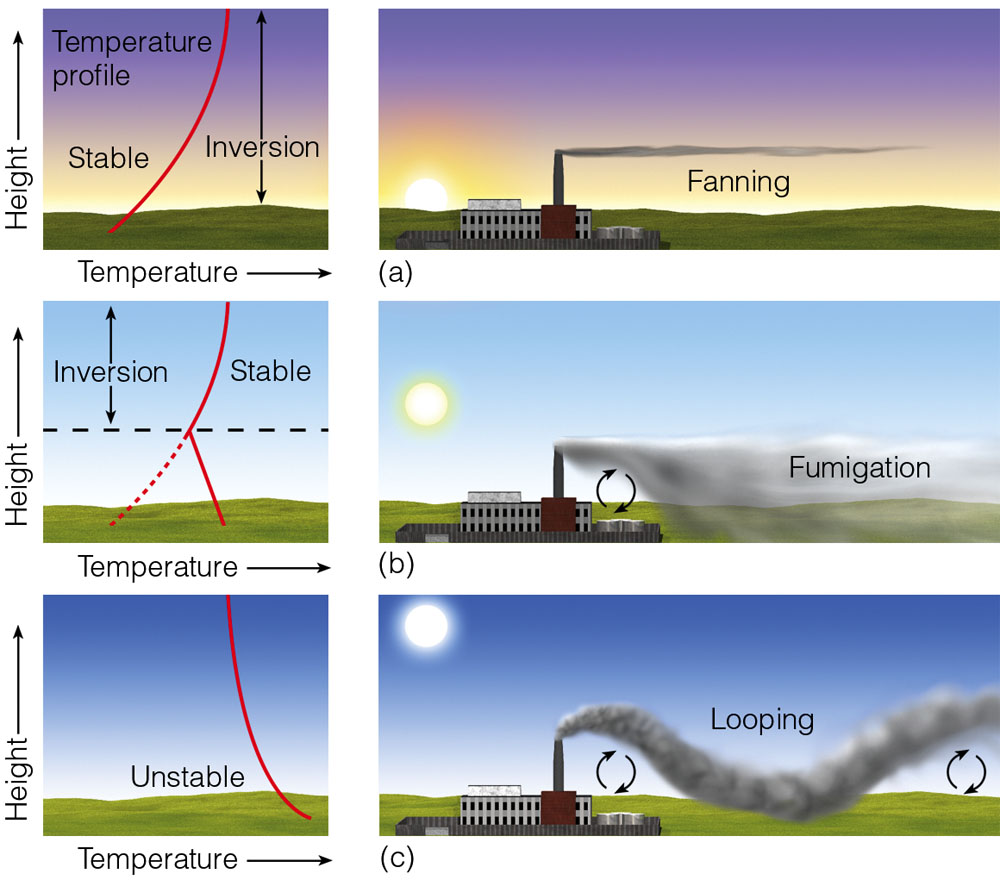 Temperature
profile
Stable
Inversion
Height
Temperature
Fanning
(a)
Inversion
Stable
Height
Temperature
Fumigation
(b)
Unstable
Height
Temperature
Looping
(c)